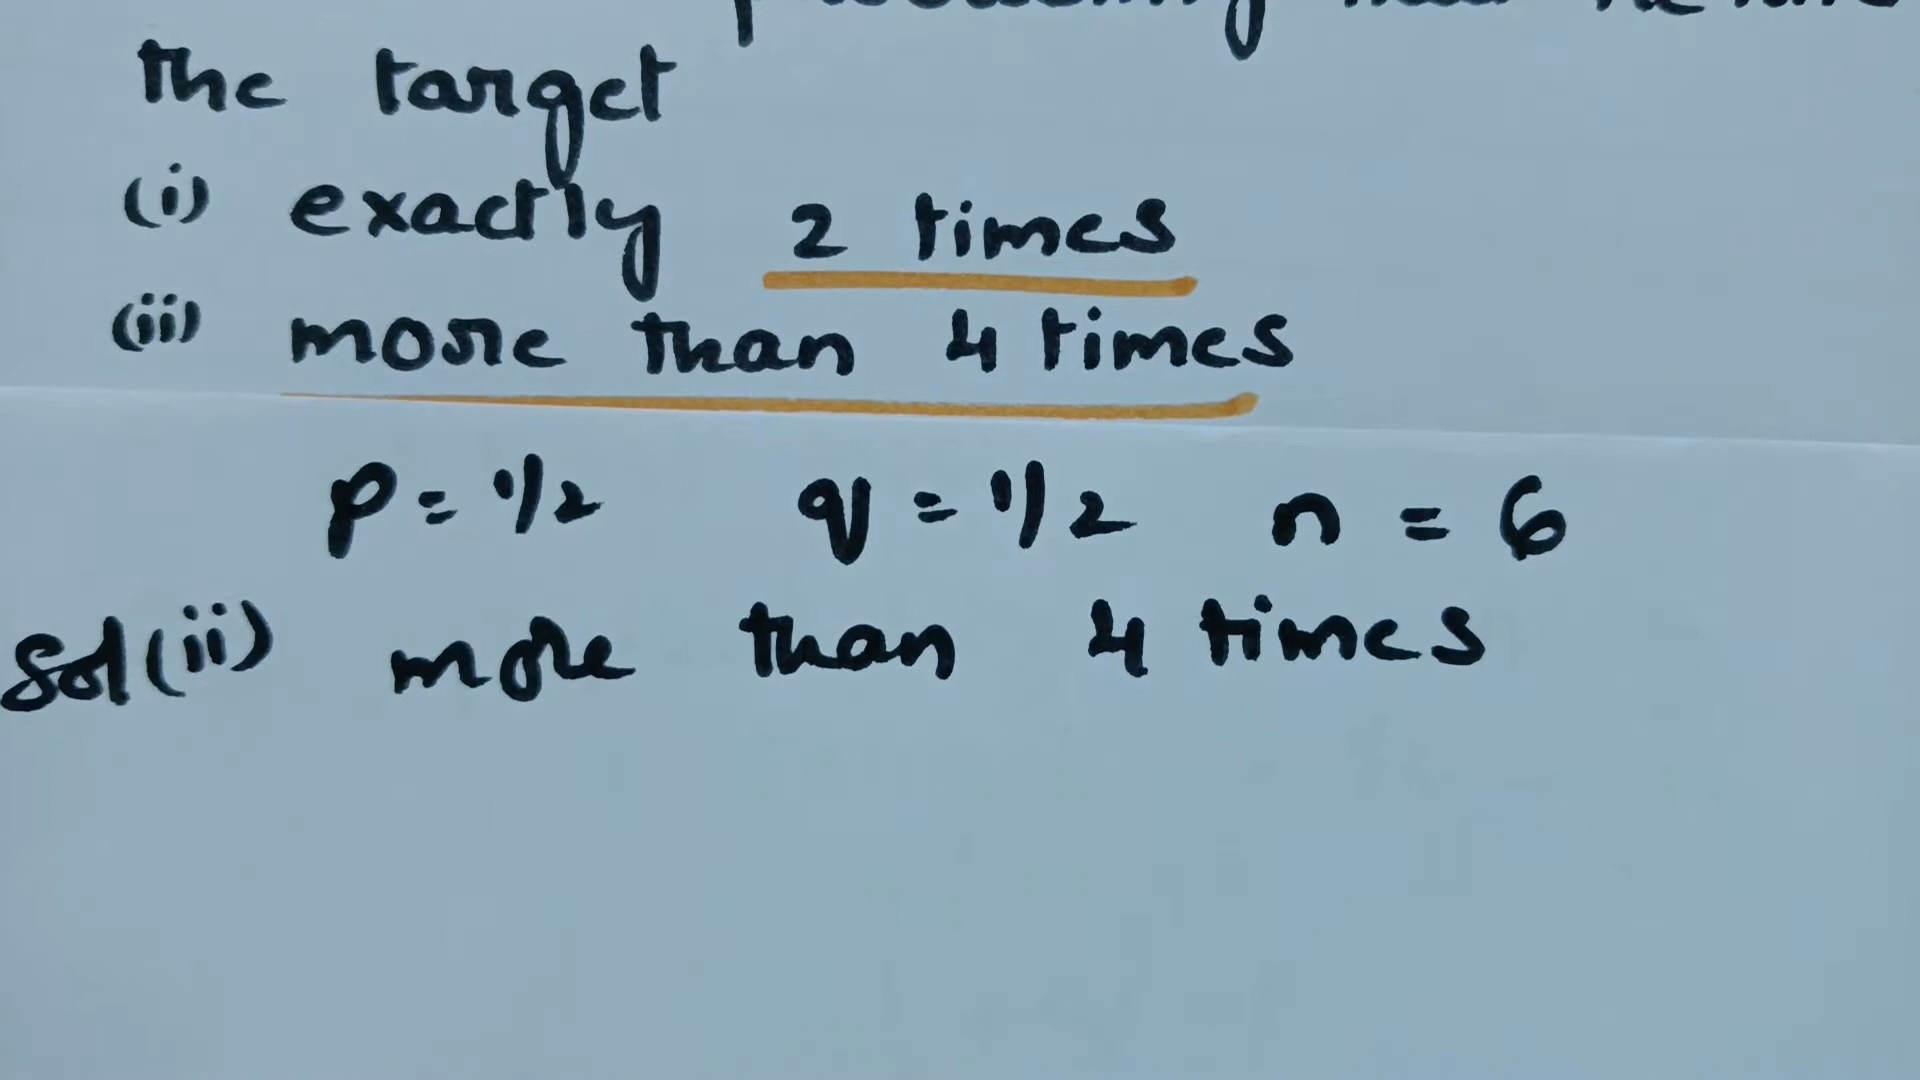 the target
(i) exactly 2 times
(ii) more than 4 times
p = 1/2 q = 1/2 n = 6
Sol(ii) more than 4 times